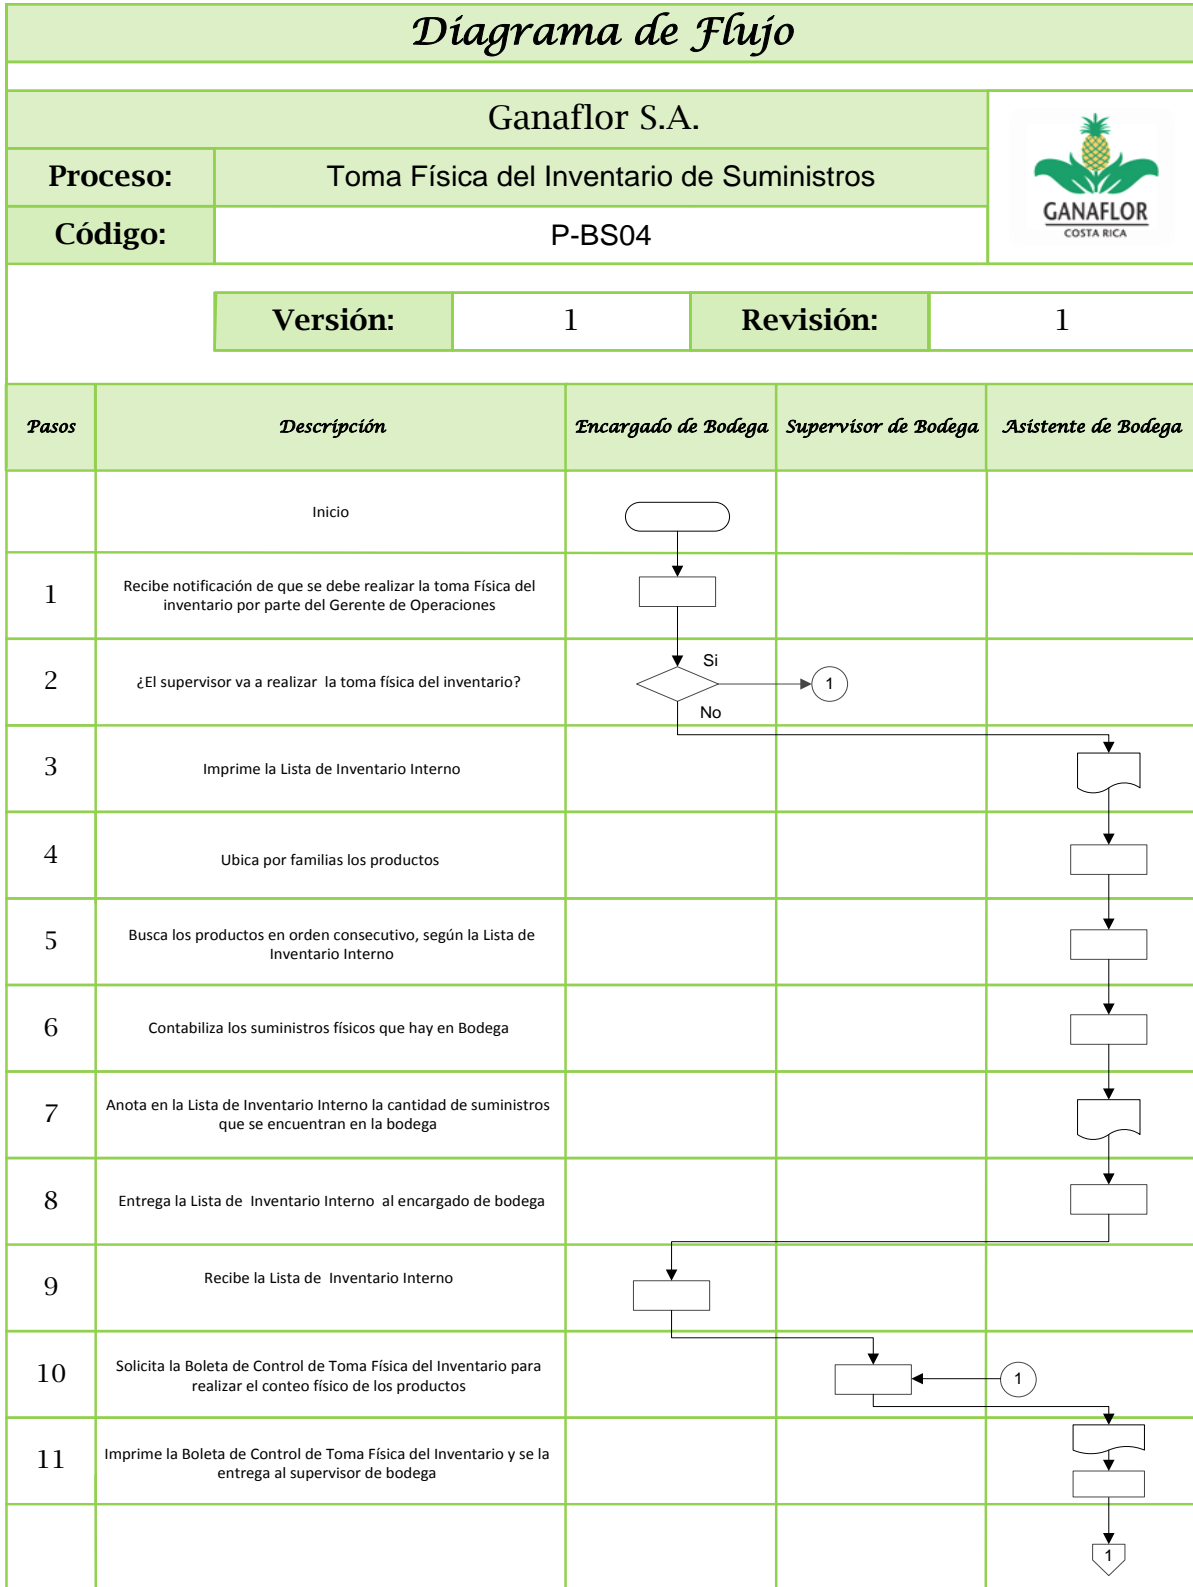 Diagrama de Flujo
Ganaflor S.A.
Proceso:
Toma Física del Inventario de Suministros
GANAFLOR
COSTA RICA
Código:
P-BS04
Versión:
1
Revisión:
1
Pasos
Descripción
Encargado de Bodega
Supervisor de Bodega
Asistente de Bodega
Inicio
1
Recibe notificación de que se debe realizar la toma Física del
inventario por parte del Gerente de Operaciones
2
¿El supervisor va a realizar la toma física del inventario?
Si
1
No
3
Imprime la Lista de Inventario Interno
4
Ubica por familias los productos
5
Busca los productos en orden consecutivo, según la Lista de
Inventario Interno
6
Contabiliza los suministros físicos que hay en Bodega
7
Anota en la Lista de Inventario Interno la cantidad de suministros
que se encuentran en la bodega
8
Entrega la Lista de Inventario Interno al encargado de bodega
9
Recibe la Lista de Inventario Interno
10
Solicita la Boleta de Control de Toma Física del Inventario para
realizar el conteo físico de los productos
1
11
Imprime la Boleta de Control de Toma Física del Inventario y se la
entrega al supervisor de bodega
1